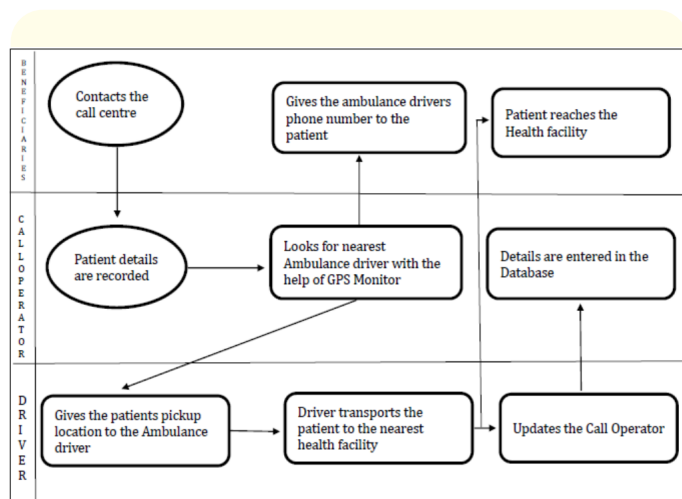 BENEFICIARIES
Contacts the
call centre
Gives the ambulance drivers
phone number to the
patient
Patient reaches the
Health facility
CALLOPERATOR
Patient details
are recorded
Looks for nearest
Ambulance driver with the
help of GPS Monitor
Details are entered in the
Database
DRIVER
Gives the patients pickup
location to the Ambulance
driver
Driver transports the
patient to the nearest
health facility
Updates the Call Operator